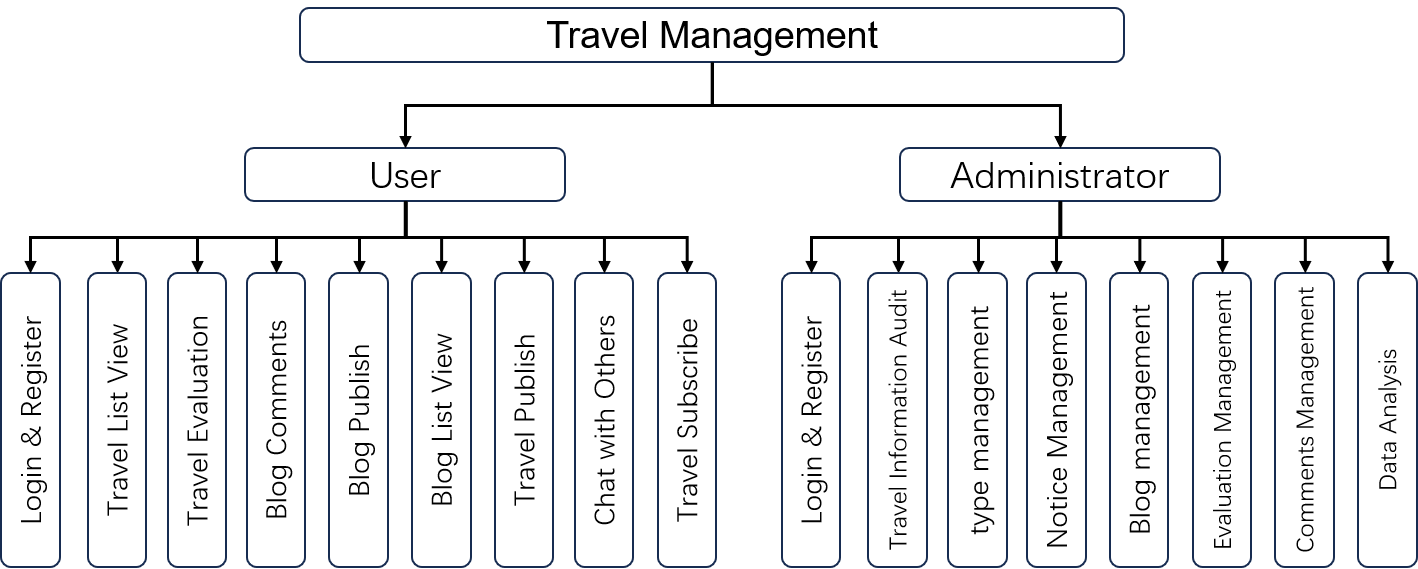 Travel Management
User
Administrator
Login & Register
Travel List View
Travel Evaluation
Blog Comments
Blog Publish
Blog List View
Travel Publish
Chat with Others
Travel Subscribe
Login & Register
Travel Information Audit
type management
Notice Management
Blog management
Evaluation Management
Comments Management
Data Analysis